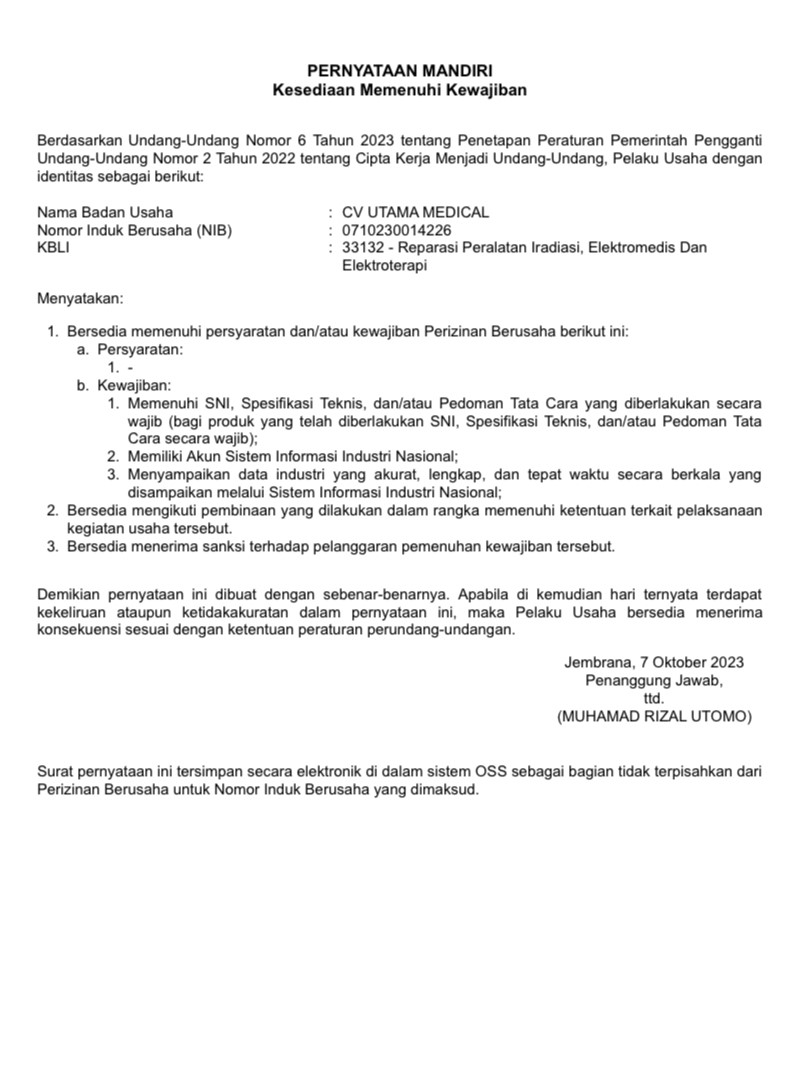 PERNYATAAN MANDIRI
Kesediaan Memenuhi Kewajiban
Berdasarkan Undang-Undang Nomor 6 Tahun 2023 tentang Penetapan Peraturan Pemerintah Pengganti
Undang-Undang Nomor 2 Tahun 2022 tentang Cipta Kerja Menjadi Undang-Undang, Pelaku Usaha dengan
identitas sebagai berikut:
Nama Badan Usaha : CV UTAMA MEDICAL
Nomor Induk Berusaha (NIB) : 0710230014226
KBLI : 33132 - Reparasi Peralatan Iradiasi, Elektromedis Dan
Elektroterapi
Menyatakan:
1. Bersedia memenuhi persyaratan dan/atau kewajiban Perizinan Berusaha berikut ini:
a. Persyaratan:
1. -
b. Kewajiban:
1. Memenuhi SNI, Spesifikasi Teknis, dan/atau Pedoman Tata Cara yang diberlakukan secara
wajib (bagi produk yang telah diberlakukan SNI, Spesifikasi Teknis, dan/atau Pedoman Tata
Cara secara wajib);
2. Memiliki Akun Sistem Informasi Industri Nasional;
3. Menyampaikan data industri yang akurat, lengkap, dan tepat waktu secara berkala yang
disampaikan melalui Sistem Informasi Industri Nasional;
2. Bersedia mengikuti pembinaan yang dilakukan dalam rangka memenuhi ketentuan terkait pelaksanaan
kegiatan usaha tersebut.
3. Bersedia menerima sanksi terhadap pelanggaran pemenuhan kewajiban tersebut.
Demikian pernyataan ini dibuat dengan sebenar-benarnya. Apabila di kemudian hari ternyata terdapat
kekeliruan ataupun ketidakakuratan dalam pernyataan ini, maka Pelaku Usaha bersedia menerima
konsekuensi sesuai dengan ketentuan peraturan perundang-undangan.
Jembrana, 7 Oktober 2023
Penanggung Jawab,
ttd.
(MUHAMAD RIZAL UTOMO)
Surat pernyataan ini tersimpan secara elektronik di dalam sistem OSS sebagai bagian tidak terpisahkan dari
Perizinan Berusaha untuk Nomor Induk Berusaha yang dimaksud.